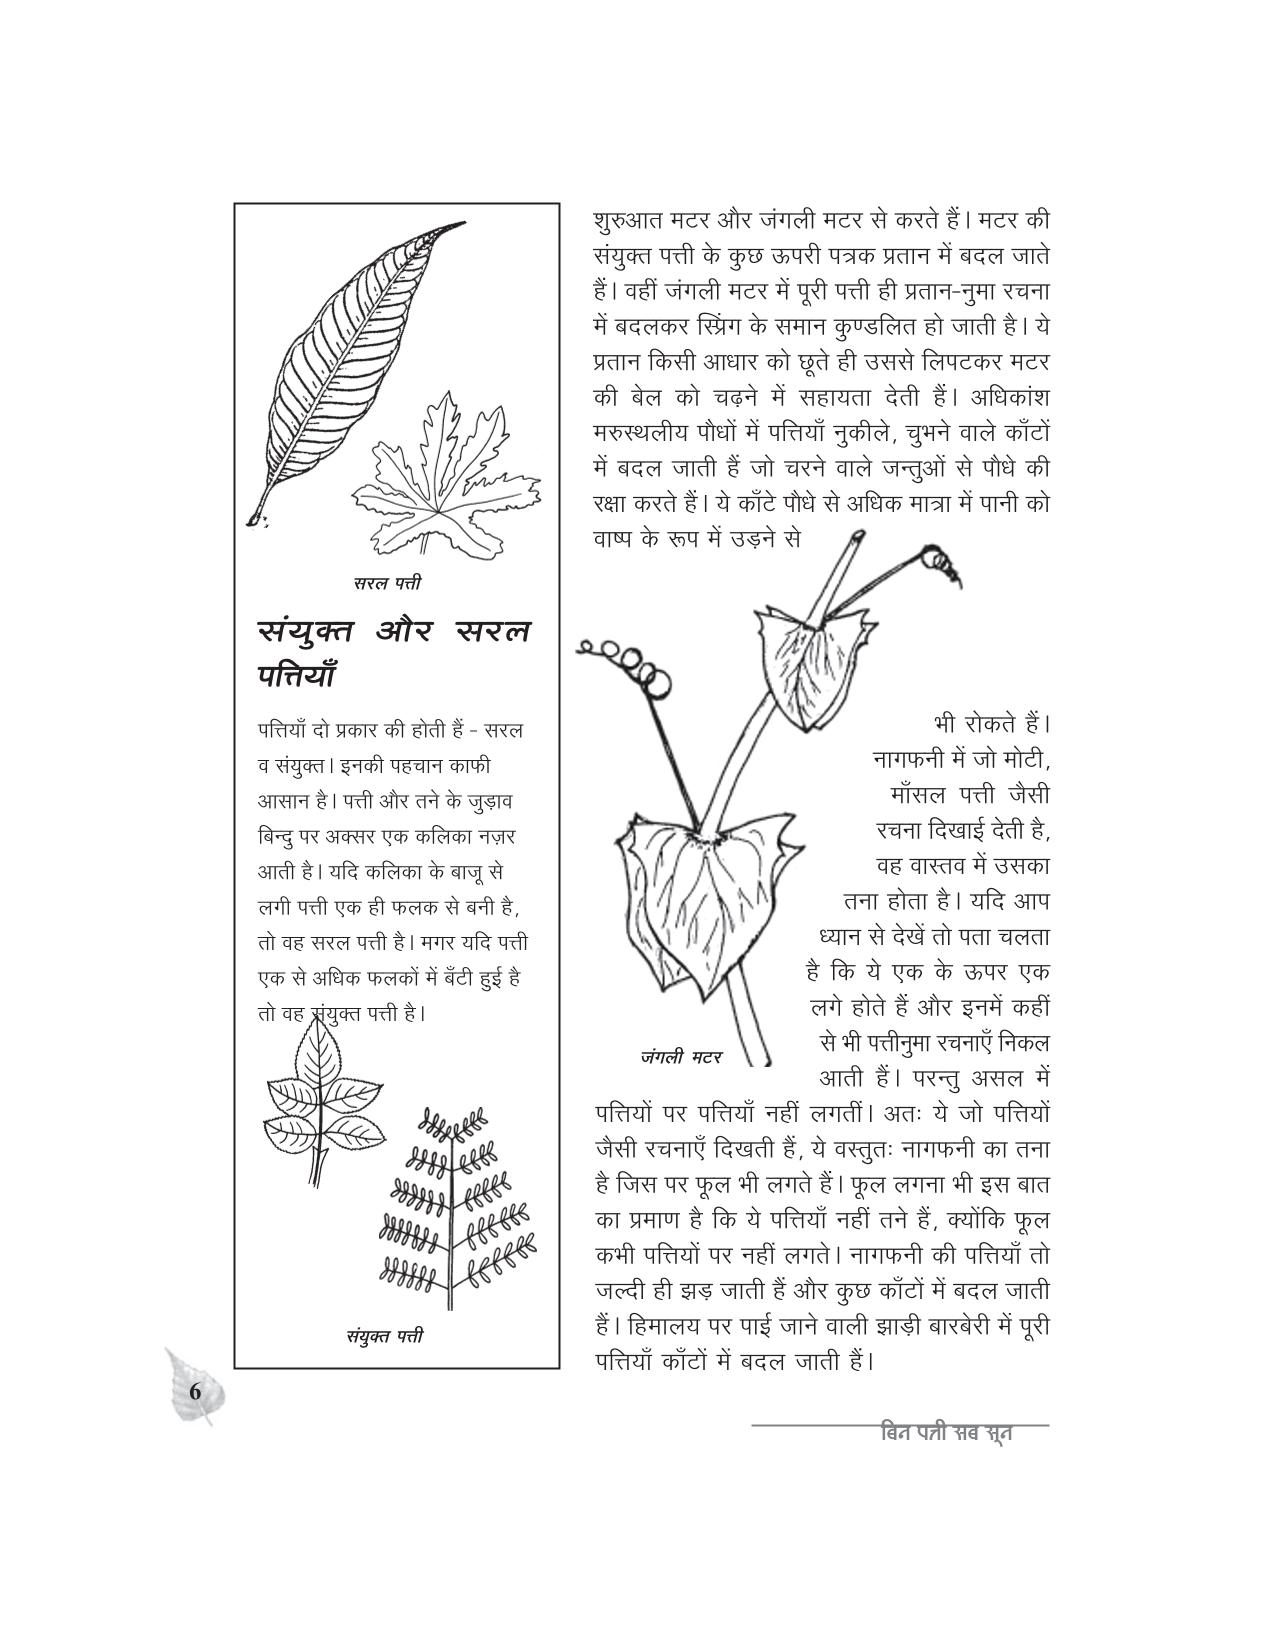 सरल पत्ती
संयुक्त और सरल
पत्तियाँ
पत्तियाँ दो प्रकार की होती हैं - सरल
व संयुक्त। इनकी पहचान काफी
आसान है। पत्ती और तने के जुड़ाव
बिन्दु पर अक्सर एक कलिका नज़र
आती है। यदि कलिका के बाजू से
लगी पत्ती एक ही फलक से बनी है,
तो वह सरल पत्ती है। मगर यदि पत्ती
एक से अधिक फलकों में बँटी हुई है
तो वह संयुक्त पत्ती है।
संयुक्त पत्ती
शुरुआत मटर और जंगली मटर से करते हैं। मटर की
संयुक्त पत्ती के कुछ ऊपरी पत्रक प्रतान में बदल जाते
हैं। वहीं जंगली मटर में पूरी पत्ती ही प्रतान-नुमा रचना
में बदलकर स्प्रिंग के समान कुण्डलित हो जाती है। ये
प्रतान किसी आधार को छूते ही उससे लिपटकर मटर
की बेल को चढ़ने में सहायता देती हैं। अधिकांश
मरुस्थलीय पौधों में पत्तियाँ नुकीले, चुभने वाले काँटों
में बदल जाती हैं जो चरने वाले जन्तुओं से पौधे की
रक्षा करते हैं। ये काँटे पौधे से अधिक मात्रा में पानी को
वाष्प के रूप में उड़ने से
भी रोकते हैं।
नागफनी में जो मोटी,
माँसल पत्ती जैसी
रचना दिखाई देती है,
वह वास्तव में उसका
तना होता है। यदि आप
ध्यान से देखें तो पता चलता
है कि ये एक के ऊपर एक
लगे होते हैं और इनमें कहीं
से भी पत्तीनुमा रचनाएँ निकल
आती हैं। परन्तु असल में
जंगली मटर
पत्तियों पर पत्तियाँ नहीं लगतीं। अतः ये जो पत्तियों
जैसी रचनाएँ दिखती हैं, ये वस्तुतः नागफनी का तना
है जिस पर फूल भी लगते हैं। फूल लगना भी इस बात
का प्रमाण है कि ये पत्तियाँ नहीं तने हैं, क्योंकि फूल
कभी पत्तियों पर नहीं लगते। नागफनी की पत्तियाँ तो
जल्दी ही झड़ जाती हैं और कुछ काँटों में बदल जाती
हैं। हिमालय पर पाई जाने वाली झाड़ी बारबेरी में पूरी
पत्तियाँ काँटों में बदल जाती हैं।
6
बिन पत्ती सब सून